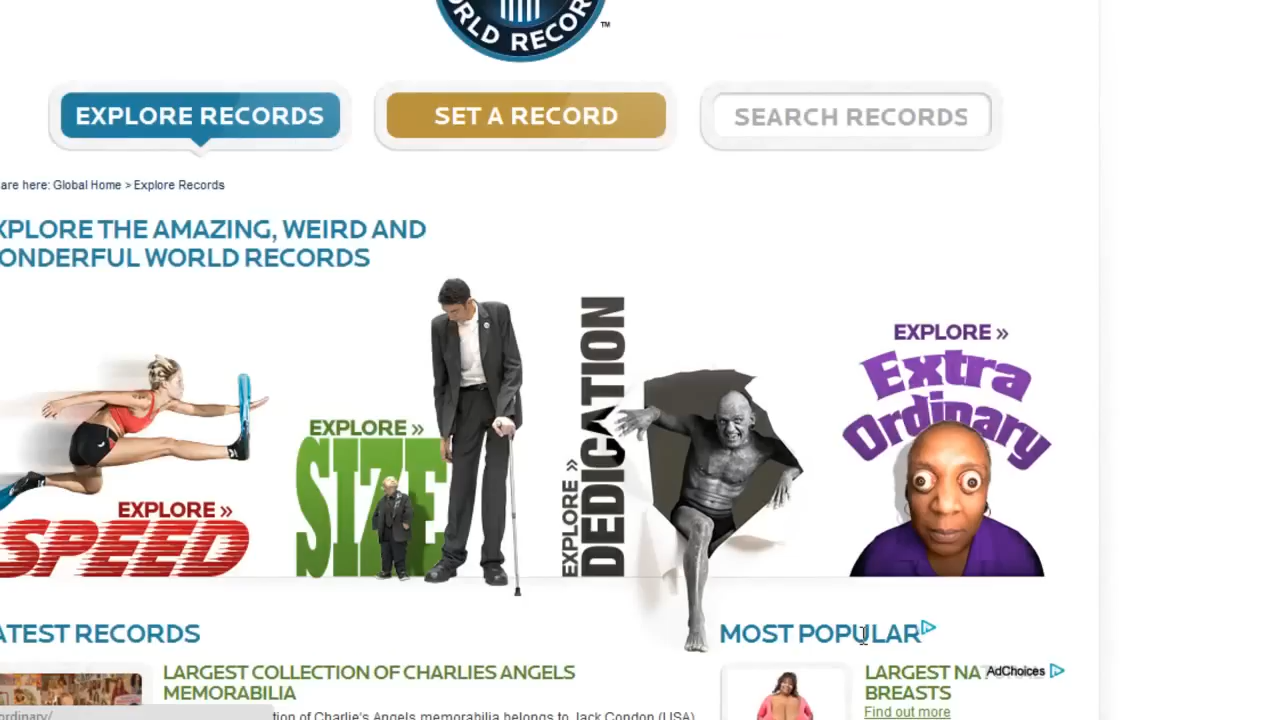 WORLD RECOR
TM
EXPLORE RECORDS
SET A RECORD
SEARCH RECORDS
are here: Global Home > Explore Records
XPLORE THE AMAZING, WEIRD AND
ONDERFUL WORLD RECORDS
EXPLORE »
SPEED
EXPLORE »
SIZE
EXPLORE »
DEDICATION
EXPLORE »
Extra
Ordinary
ATEST RECORDS
MOST POPULAR
LARGEST COLLECTION OF CHARLIES ANGELS
MEMORABILIA
tion of Charlie's Angels memorabilia belongs to Jack Condon (USA)
LARGEST NA
AdChoices
BREASTS
Find out more
ordinary/